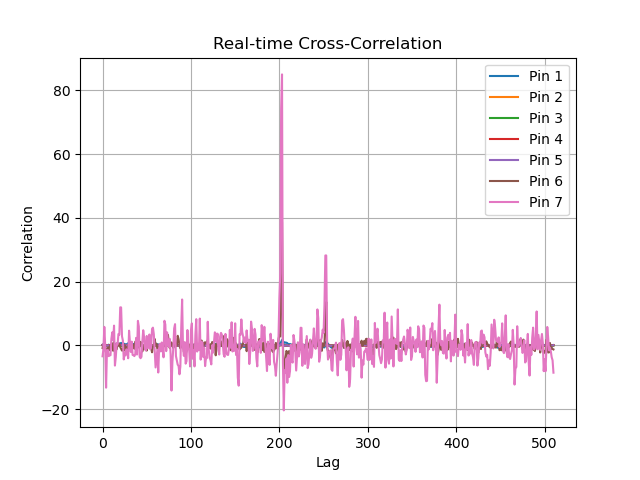 Real-time Cross-Correlation
Correlation
80
60
40
20
0
−20
Pin 1
Pin 2
Pin 3
Pin 4
Pin 5
Pin 6
Pin 7
0
100
200
300
400
500
Lag